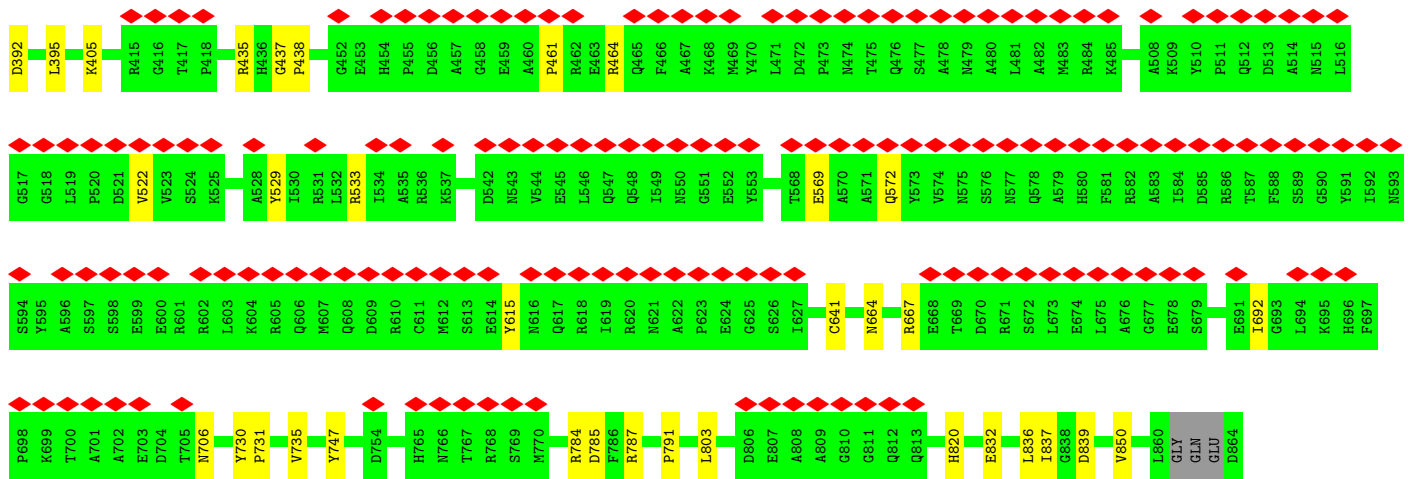 D392 L395 K405 R415 G416 T417 P418 R435 H436 G437 P438 G452 E453 H454 P455 D456 A457 G458 E459 A460 P461 R462 E463 R464 Q465 F466 A467 K468 M469 Y470 L471 D472 P473 N474 T475 Q476 S477 A478 N479 A480 L481 A482 M483 R484 K485 A508 K509 Y510 P511 Q512 D513 A514 N515 L516
G517 G518 L519 P520 D521 V522 V523 S524 K525 A528 Y529 I530 R531 L532 R533 I534 A535 R536 K537 D542 N543 V544 E545 L546 Q547 Q548 I549 N550 G551 E552 Y553 T568 E569 A570 A571 Q572 Y573 V574 N575 S576 N577 Q578 A579 H580 F581 R582 A583 I584 D585 R586 T587 F588 S589 G590 Y591 I592 N593
S594 Y595 A596 S597 S598 E599 E600 R601 R602 L603 K604 R605 Q606 M607 Q608 D609 R610 C611 M612 S613 E614 Y615 N616 Q617 R618 I619 R620 N621 A622 P623 E624 G625 S626 I627 C641 N664 R667 E668 T669 D670 R671 S672 L673 E674 L675 A676 G677 E678 S679 E691 I692 G693 L694 K695 H696 F697
P698 K699 T700 A701 A702 E703 D704 T705 N706 Y730 P731 V735 Y747 D754 H765 N766 T767 R768 S769 M770 R784 D785 F786 R787 P791 L803 D806 E807 A808 A809 G810 G811 Q812 Q813 H820 E832 L836 I837 G838 D839 V850 L860 GLY GLN GLU D864